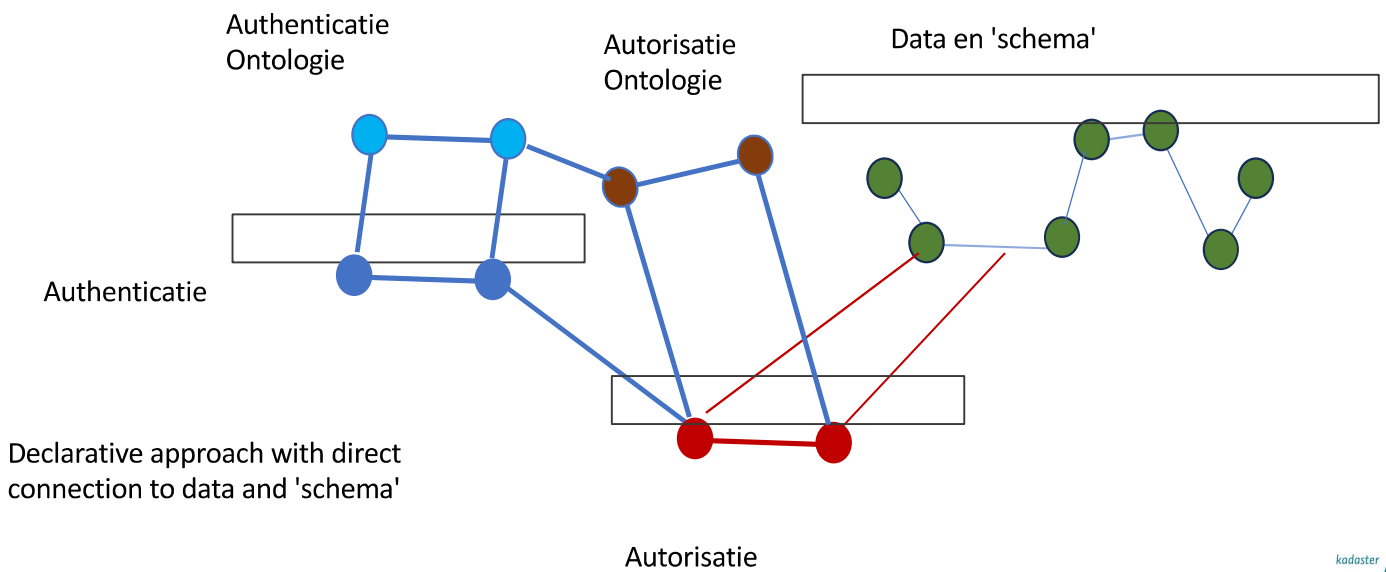 Authenticatie
Ontologie
Autorisatie
Ontologie
Data en 'schema'
Authenticatie
Declarative approach with direct
connection to data and 'schema'
Autorisatie
kadaster